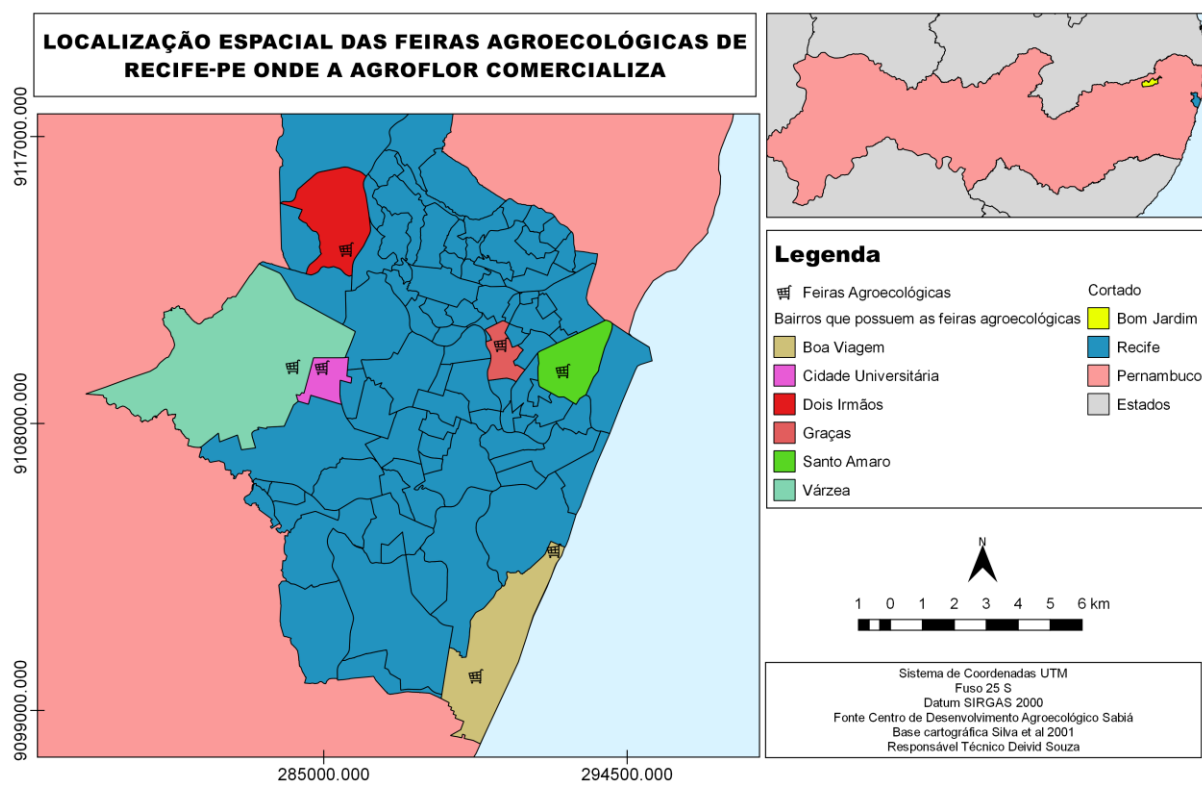 LOCALIZAÇÃO ESPACIAL DAS FEIRAS AGROECOLÓGICAS DE
RECIFE-PE ONDE A AGROFLOR COMERCIALIZA
9117000.000
9108000.000
9099000.000
285000.000
294500.000
Legenda
Feiras Agroecológicas
Bairros que possuem as feiras agroecológicas
Boa Viagem
Cidade Universitária
Dois Irmãos
Graças
Santo Amaro
Várzea
Cortado
Bom Jardim
Recife
Pernambuco
Estados
N
1 0 1 2 3 4 5 6 km
Sistema de Coordenadas UTM
Fuso 25 S
Datum SIRGAS 2000
Fonte Centro de Desenvolvimento Agroecológico Sabiá
Base cartográfica Silva et al 2001
Responsável Técnico Deivid Souza